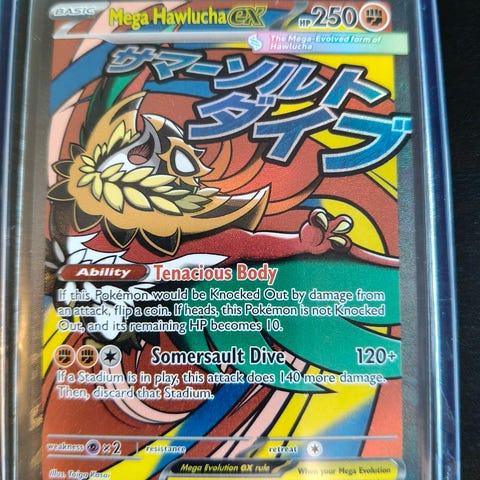 BASIC
Mega Hawlucha ex HP 250
The Mega-Evolved form of
Hawlucha
サマーソルト
ダイブ
Ability Tenacious Body
If this Pokémon would be Knocked Out by damage from
an attack, flip a coin. If heads, this Pokémon is not Knocked
Out, and its remaining HP becomes 10.
Somersault Dive 120+
If a Stadium is in play, this attack does 140 more damage.
Then, discard that Stadium.
weakness ×2 resistance retreat
Illus. Taiga Kasai
Mega Evolution ex rule
When your Mega Evolution